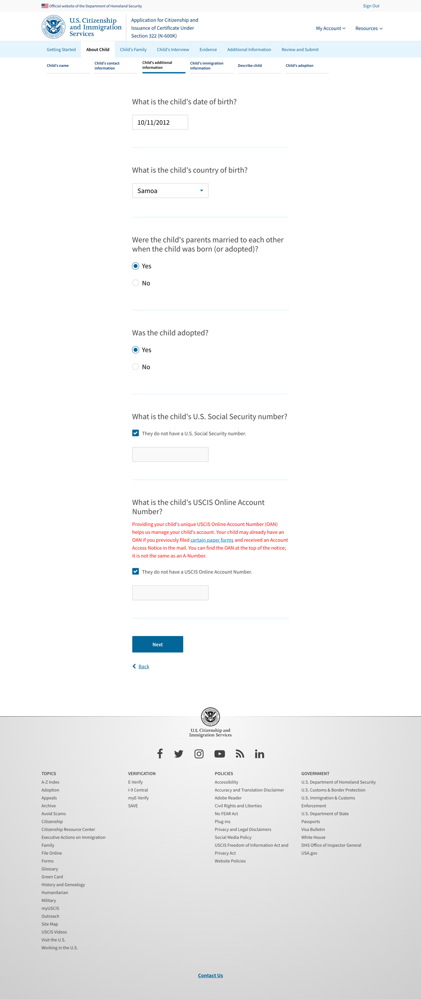 Official website of the Department of Homeland Security
Sign Out
U.S. Citizenship
and Immigration
Services
Application for Citizenship and
Issuance of Certificate Under
Section 322 (N-600K)
My Account
Resources
Getting Started
About Child
Child's Family
Child's Interview
Evidence
Additional Information
Review and Submit
Child's name
Child's contact
information
Child's additional
information
Child's immigration
information
Describe child
Child's adoption
What is the child's date of birth?
10/11/2012
What is the child's country of birth?
Samoa
Were the child's parents married to each other
when the child was born (or adopted)?
Yes
No
Was the child adopted?
Yes
No
What is the child's U.S. Social Security number?
They do not have a U.S. Social Security number.
What is the child's USCIS Online Account
Number?
Providing your child's unique USCIS Online Account Number (OAN)
helps us manage your child's account. Your child may already have an
OAN if you previously filed certain paper forms and received an Account
Access Notice in the mail. You can find the OAN at the top of the notice;
it is not the same as an A-Number.
They do not have a USCIS Online Account Number.
Next
Back
U.S. Citizenship and
Immigration Services
TOPICS
A-Z Index
Adoption
Appeals
Archive
Avoid Scams
Citizenship
Citizenship Resource Center
Executive Actions on Immigration
Family
File Online
Forms
Glossary
Green Card
History and Genealogy
Humanitarian
Military
myUSCIS
Outreach
Site Map
USCIS Videos
Visit the U.S.
Working in the U.S.
VERIFICATION
E-Verify
I-9 Central
myE-Verify
SAVE
POLICIES
Accessibility
Accuracy and Translation Disclaimer
Adobe Reader
Civil Rights and Liberties
No FEAR Act
Plug-ins
Privacy and Legal Disclaimers
Social Media Policy
USCIS Freedom of Information Act and
Privacy Act
Website Policies
GOVERNMENT
U.S. Department of Homeland Security
U.S. Customs & Border Protection
U.S. Immigration & Customs
Enforcement
U.S. Department of State
Passports
Visa Bulletin
White House
DHS Office of Inspector General
USA.gov
Contact Us